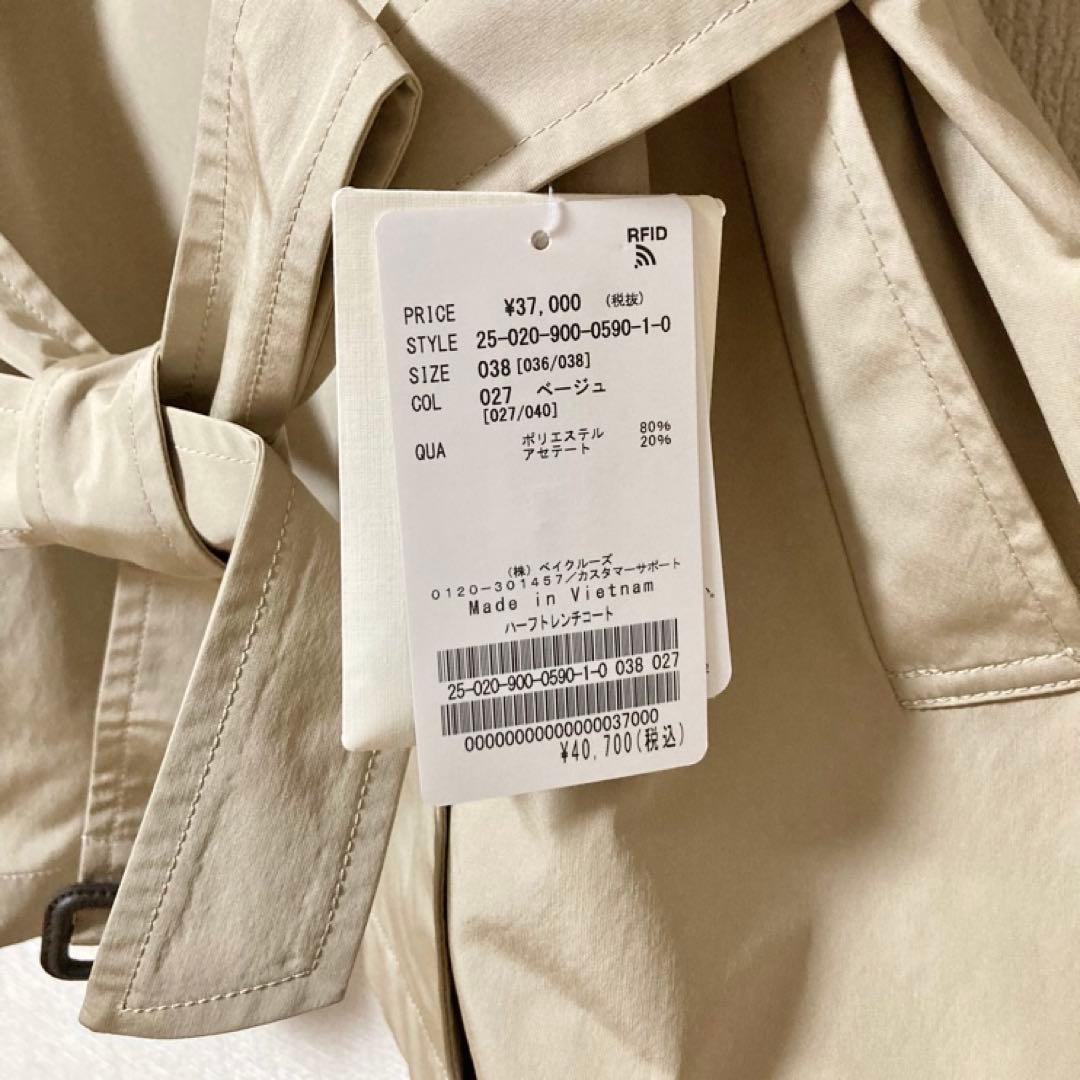 RFID
PRICE ¥37,000 (税抜)
STYLE 25-020-900-0590-1-0
SIZE 038 [036/038]
COL 027 ベージュ
[027/040]
QUA ポリエステル 80%
アセテート 20%
(株) ベイクルーズ
0120-301457/カスタマーサポート
Made in Vietnam
ハーフトレンチコート
25-020-900-0590-1-0 038 027
00000000000000037000
¥40,700(税込)